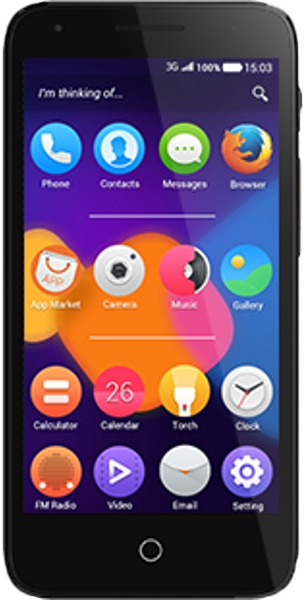 3G 100% 15:03
I'm thinking of...
Phone Contacts Messages Browser
APP
App Market Camera Music Gallery
26
Calculator Calendar Torch Clock
FM Radio Video Email Setting